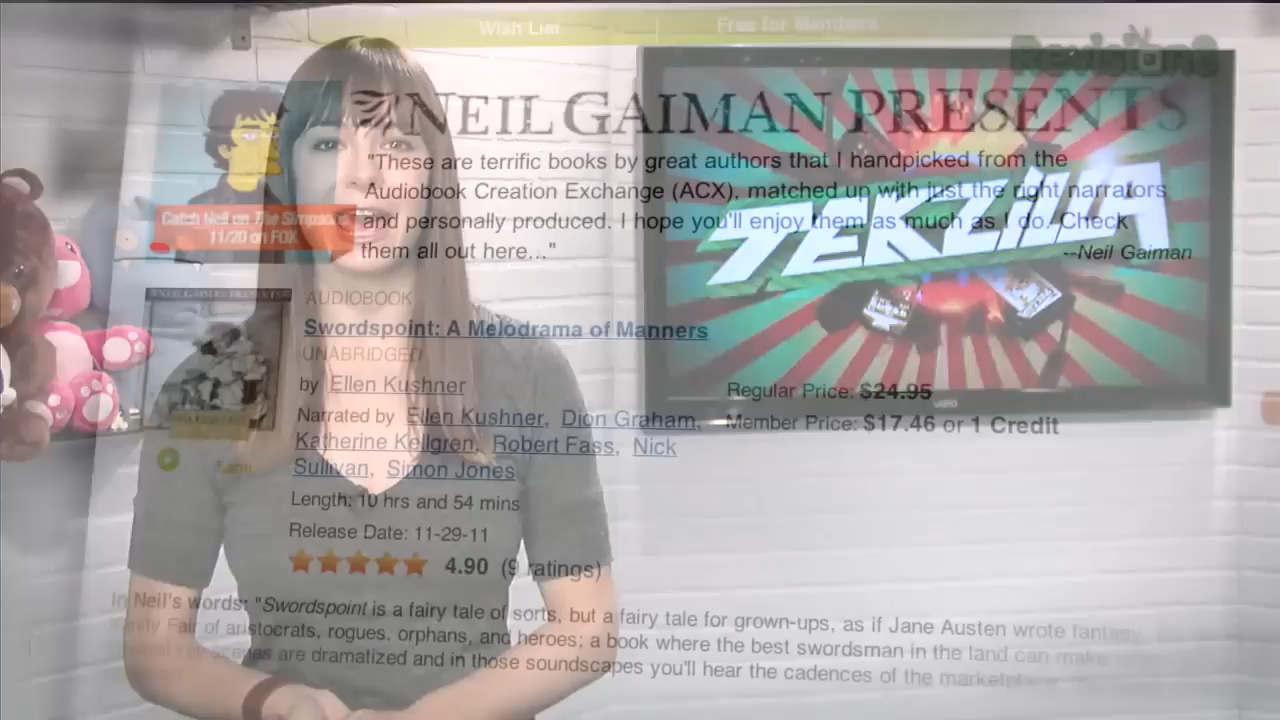 Wish List Free for Members
Revision3
NEIL GAIMAN PRESENTS
"These are terrific books by great authors that I handpicked from the
Audiobook Creation Exchange (ACX), matched up with just the right narrators
and personally produced. I hope you'll enjoy them as much as I do. Check
them all out here..."
--Neil Gaiman
Catch Neil on The Simpsons
11/20 on FOX
TEKZILLA
AUDIOBOOK
Swordspoint: A Melodrama of Manners
UNABRIDGED
by Ellen Kushner
Narrated by Ellen Kushner, Dion Graham,
Katherine Kellgren, Robert Fass, Nick
Sullivan, Simon Jones
Length: 10 hrs and 54 mins
Release Date: 11-29-11
4.90 (9 ratings)
Regular Price: $24.95
Member Price: $17.46 or 1 Credit
VIZIO
In Neil's words: "Swordspoint is a fairy tale of sorts, but a fairy tale for grown-ups, as if Jane Austen wrote fantasy
Fair of aristocrats, rogues, orphans, and heroes; a book where the best swordsman in the land can make
scenes are dramatized and in those soundscapes you'll hear the cadences of the marketplace